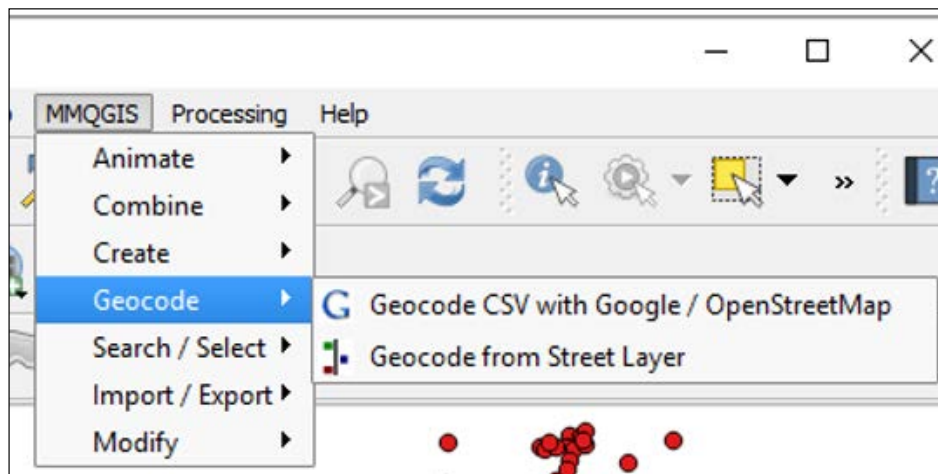 MMQGIS Processing Help
Animate
Combine
Create
Geocode
G Geocode CSV with Google / OpenStreetMap
Geocode from Street Layer
Search / Select
Import / Export
Modify